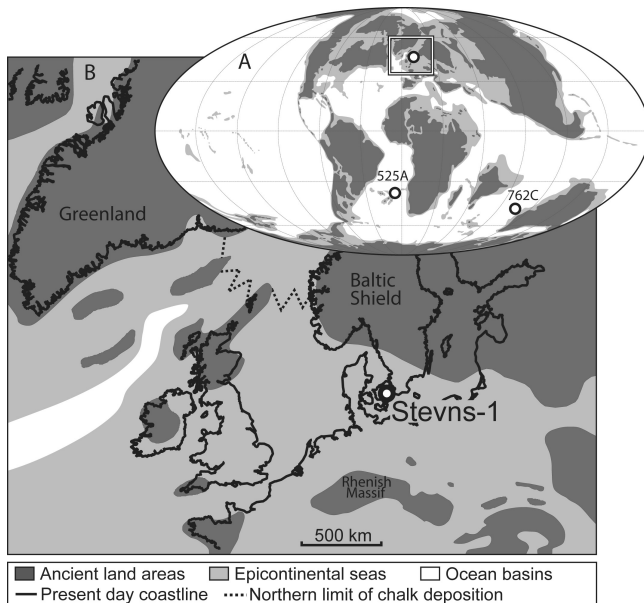 B
A
525A
762C
Greenland
Baltic
Shield
Stevns-1
Rhenish
Massif
500 km
Ancient land areas
Epicontinental seas
Ocean basins
Present day coastline
Northern limit of chalk deposition